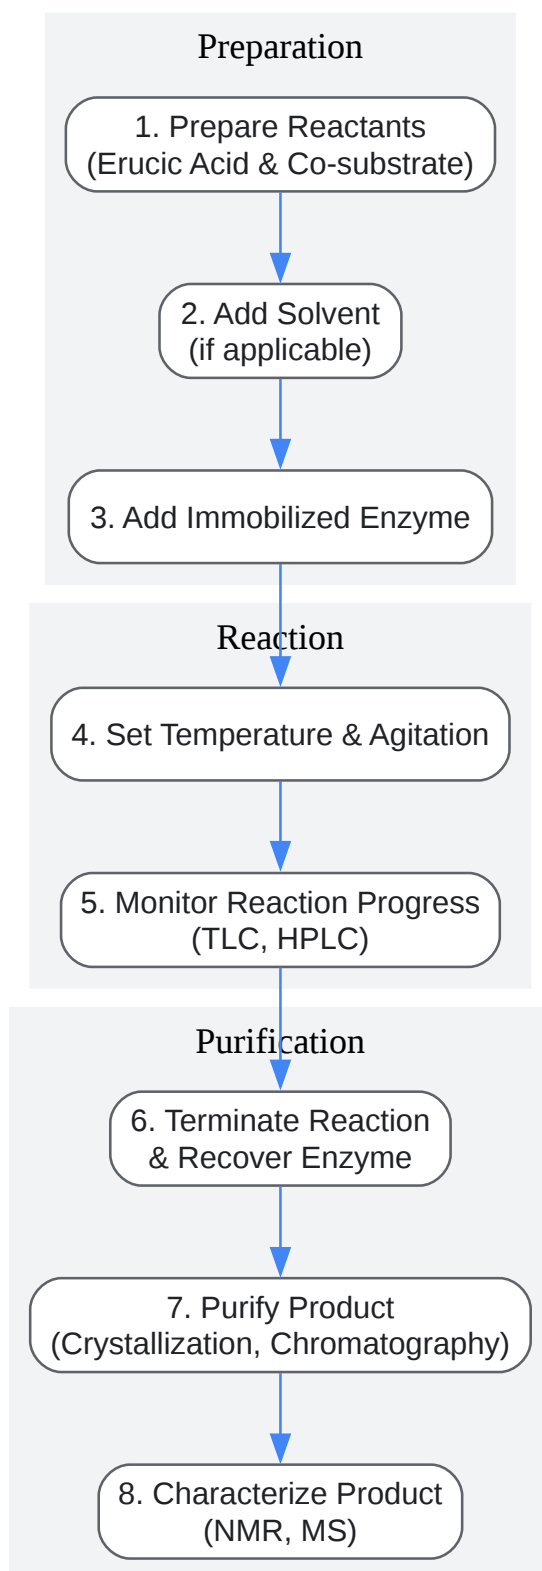 Preparation
1. Prepare Reactants
(Erucic Acid & Co-substrate)
2. Add Solvent
(if applicable)
3. Add Immobilized Enzyme
Reaction
4. Set Temperature & Agitation
5. Monitor Reaction Progress
(TLC, HPLC)
Purification
6. Terminate Reaction
& Recover Enzyme
7. Purify Product
(Crystallization, Chromatography)
8. Characterize Product
(NMR, MS)